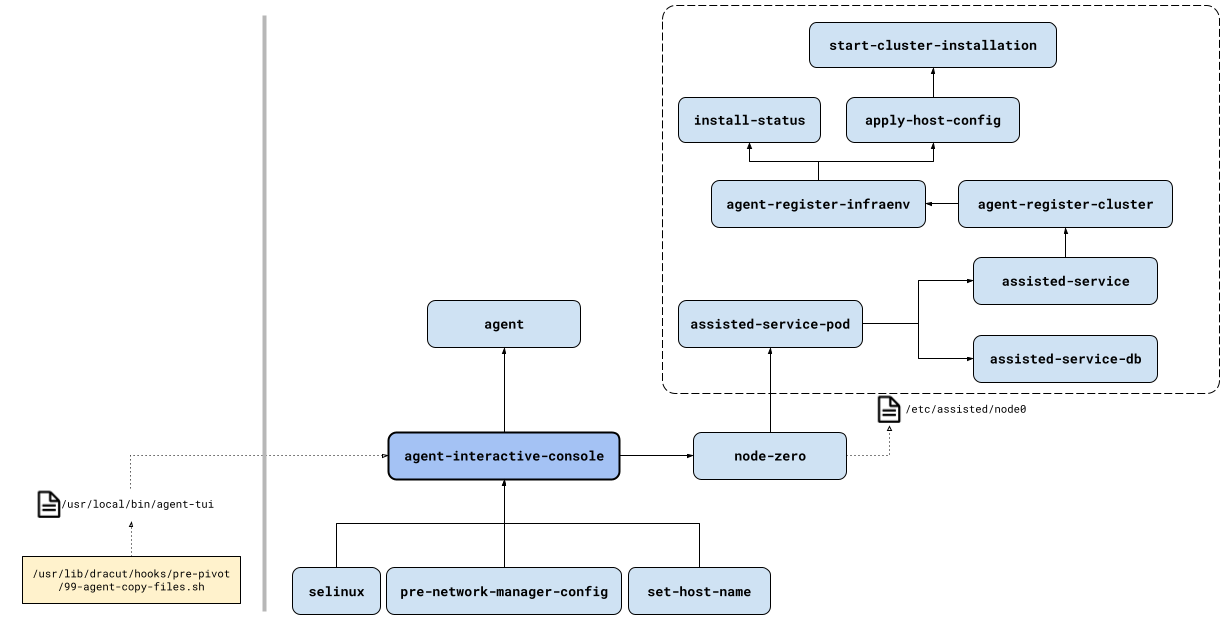 start-cluster-installation
install-status
apply-host-config
agent-register-infraenv
agent-register-cluster
assisted-service
agent
assisted-service-pod
assisted-service-db
/etc/assisted/node0
agent-interactive-console
node-zero
/usr/local/bin/agent-tui
/usr/lib/dracut/hooks/pre-pivot
/99-agent-copy-files.sh
selinux
pre-network-manager-config
set-host-name